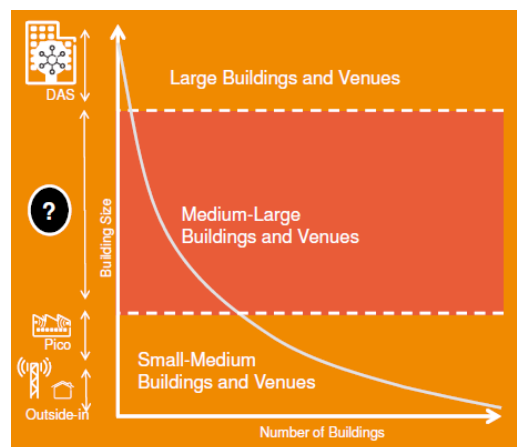 Large Buildings and Venues
DAS
?
Building Size
Medium-Large
Buildings and Venues
Pico
Small-Medium
Buildings and Venues
Outside-in
Number of Buildings